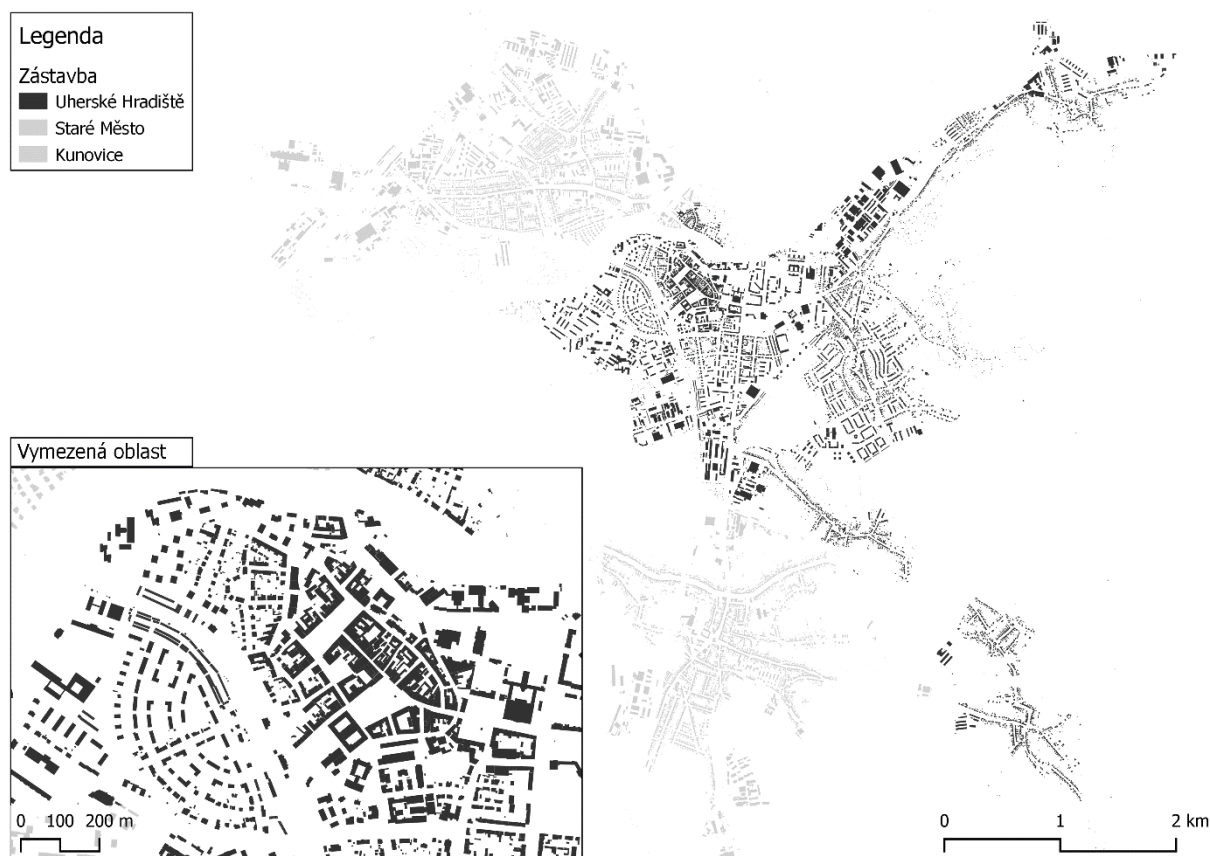 Legenda
Zástavba
Uherské Hradiště
Staré Město
Kunovice
Vymezená oblast
0 100 200 m
0 1 2 km